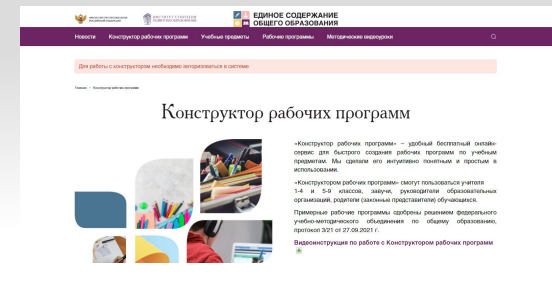 ЕДИНОЕ СОДЕРЖАНИЕ
ОБЩЕГО ОБРАЗОВАНИЯ
Новости Конструктор рабочих программ Учебные предметы Рабочие программы Методические видеоуроки
Для работы с конструктором необходимо авторизоваться в системе
Главная Конструктор рабочих программ
Конструктор рабочих программ
«Конструктор рабочих программ» – удобный бесплатный онлайн-
сервис для быстрого создания рабочих программ по учебным
предметам. Мы сделали его интуитивно понятным и простым в
использовании.
«Конструктором рабочих программ» смогут пользоваться учителя
1-4 и 5-9 классов, завучи, руководители образовательных
организаций, родители (законные представители) обучающихся.
Примерные рабочие программы одобрены решением федерального
учебно-методического объединения по общему образованию,
протокол 3/21 от 27.09.2021 г.
Видеоинструкция по работе с Конструктором рабочих программ